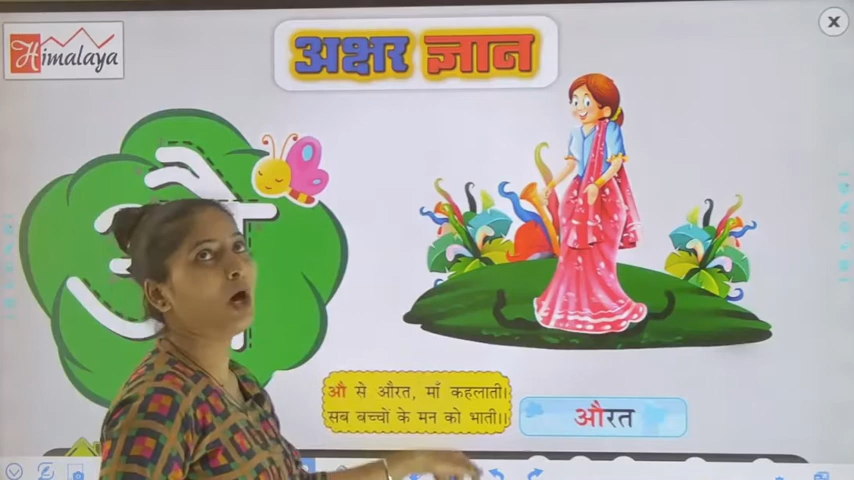 Himalaya
अक्षर ज्ञान
औ
औ से औरत, माँ कहलाती।
सब बच्चों के मन को भाती।।
औरत